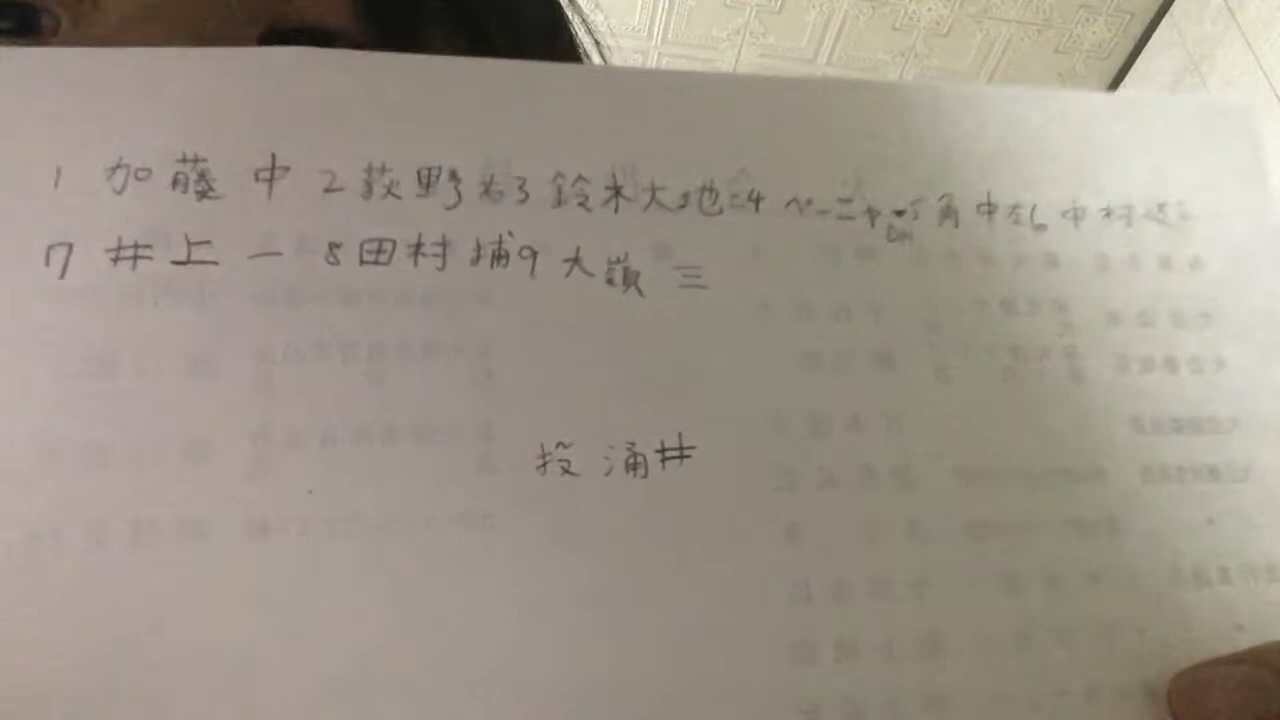 1 加藤 中 2 荻野 右 3 鈴木大地 二 4 ペーニャ DH 5 角中 左 6 中村
7 井上 一 8 田村 捕 9 大嶺 三
投 涌井